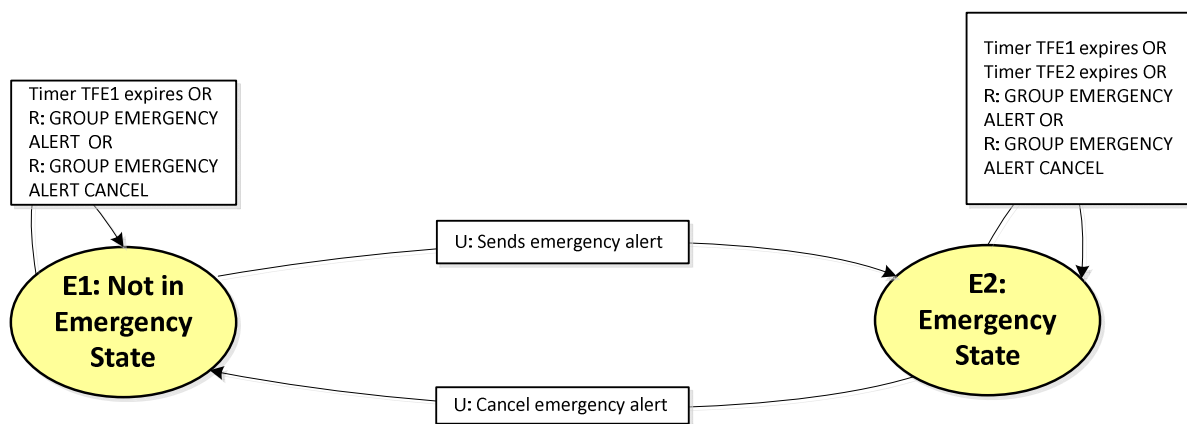 Timer TFE1 expires OR
Timer TFE2 expires OR
R: GROUP EMERGENCY
ALERT OR
R: GROUP EMERGENCY
ALERT CANCEL
Timer TFE1 expires OR
R: GROUP EMERGENCY
ALERT OR
R: GROUP EMERGENCY
ALERT CANCEL
U: Sends emergency alert
E1: Not in
Emergency
State
E2:
Emergency
State
U: Cancel emergency alert